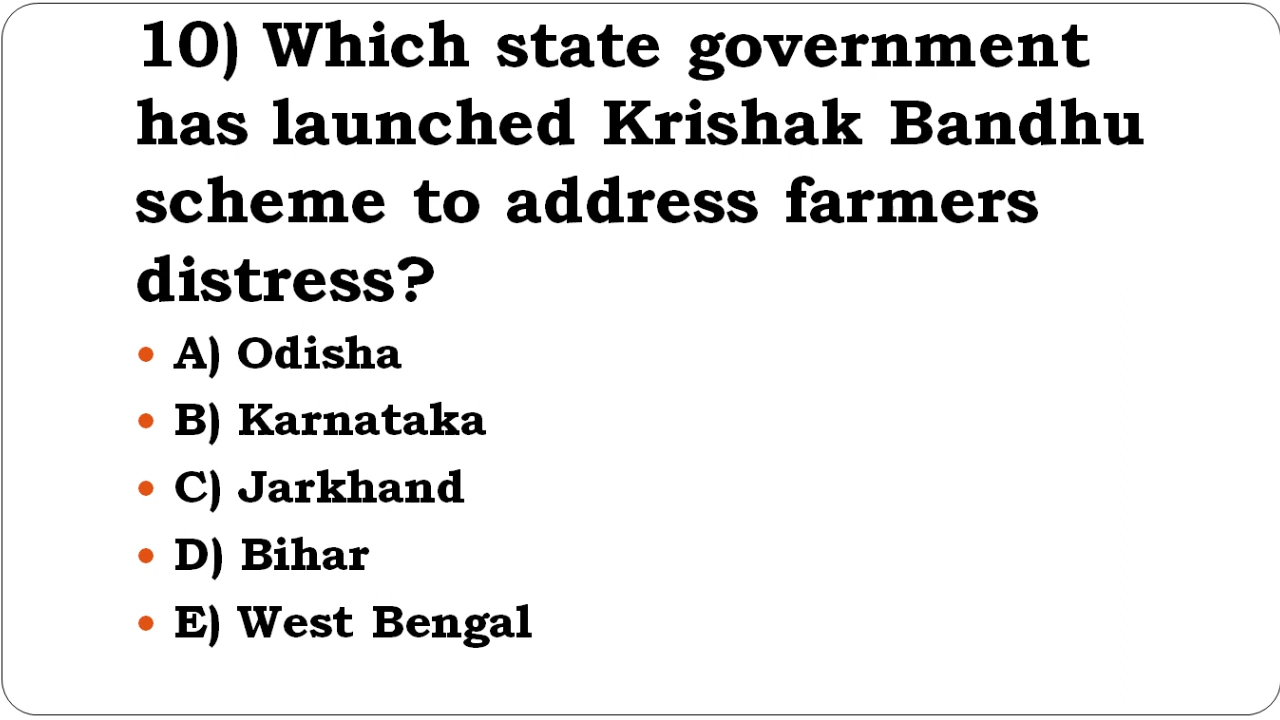 10) Which state government
has launched Krishak Bandhu
scheme to address farmers
distress?
• A) Odisha
• B) Karnataka
• C) Jarkhand
• D) Bihar
• E) West Bengal